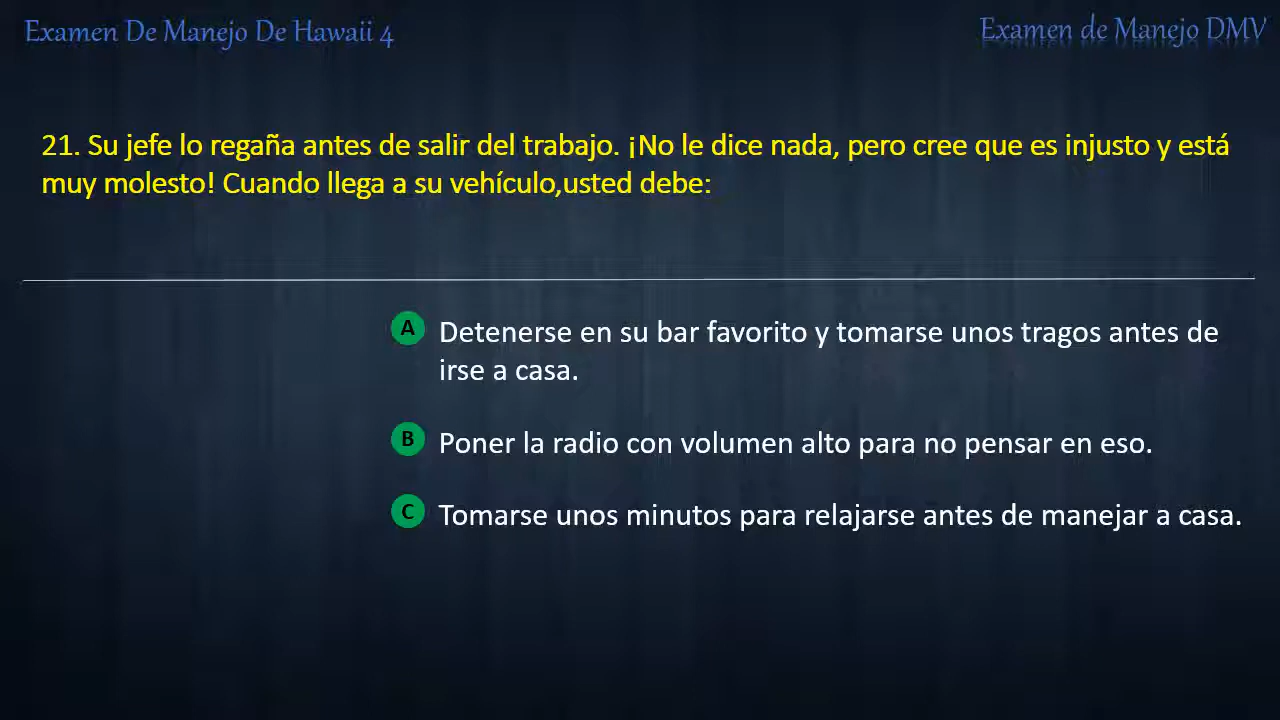 Examen De Manejo De Hawaii 4
Examen de Manejo DMV
21. Su jefe lo regaña antes de salir del trabajo. ¡No le dice nada, pero cree que es injusto y está
muy molesto! Cuando llega a su vehículo,usted debe:
A Detenerse en su bar favorito y tomarse unos tragos antes de
irse a casa.
B Poner la radio con volumen alto para no pensar en eso.
C Tomarse unos minutos para relajarse antes de manejar a casa.